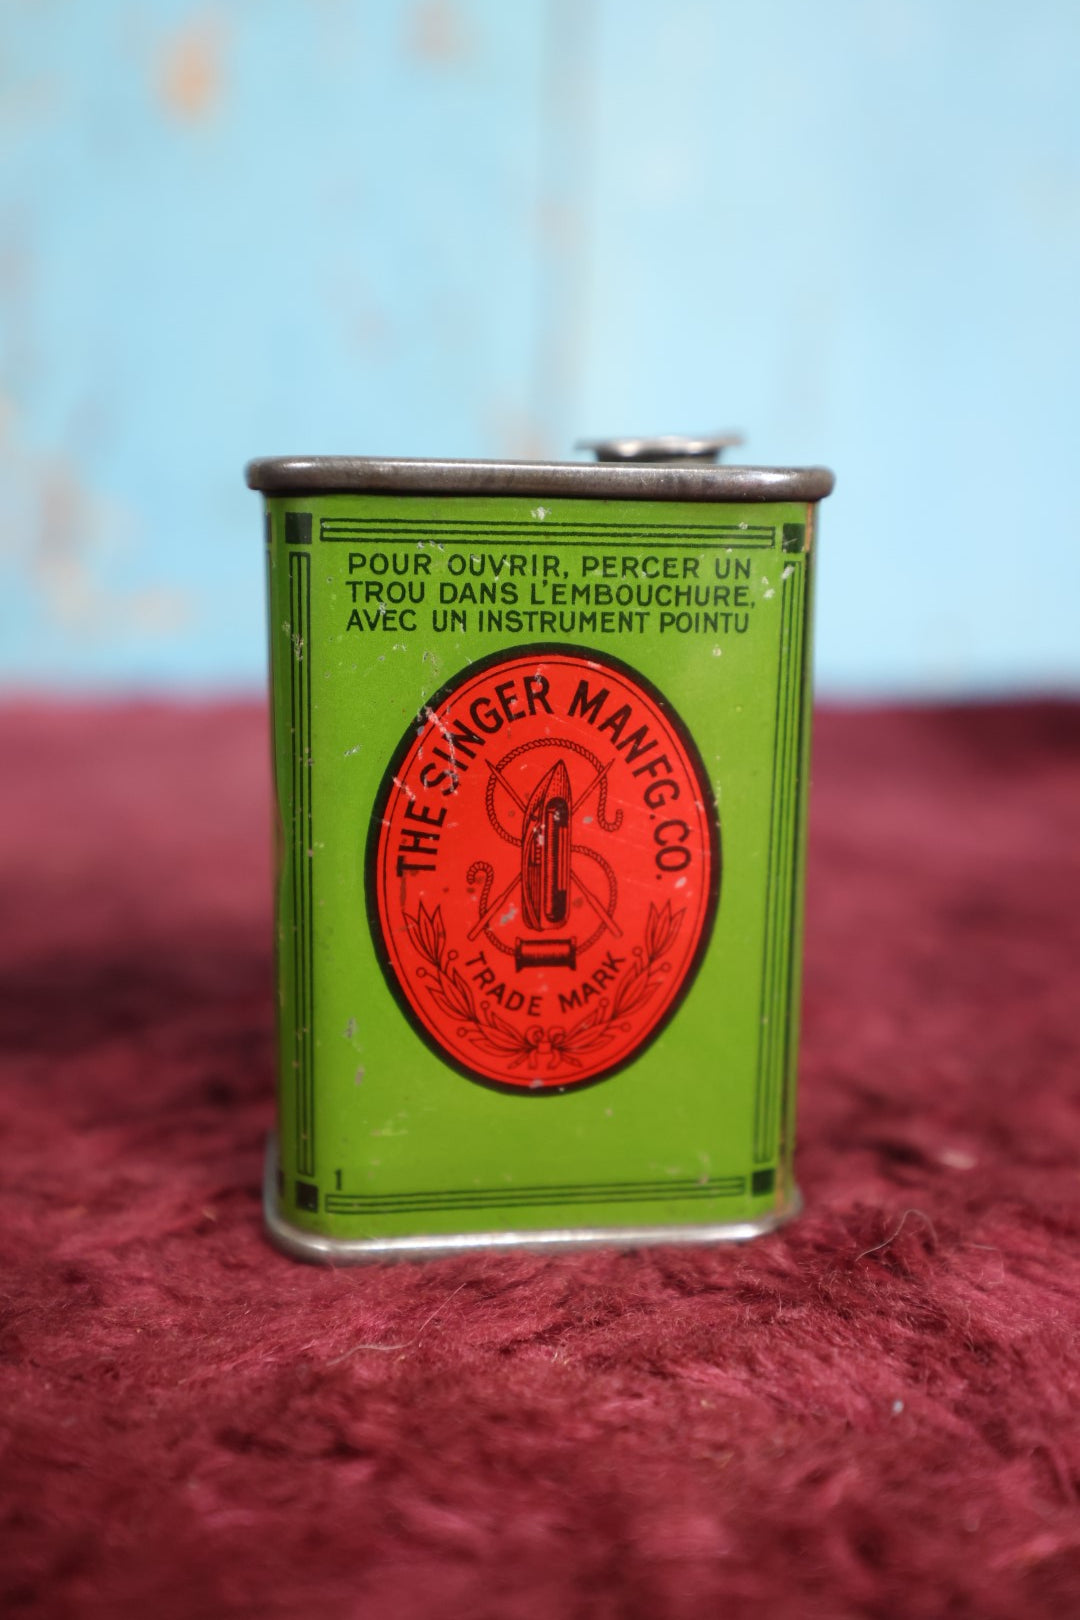 POUR OUVRIR, PERCER UN
TROU DANS L'EMBOUCHURE,
AVEC UN INSTRUMENT POINTU
THE SINGER MANFG. CO.
TRADE MARK
1